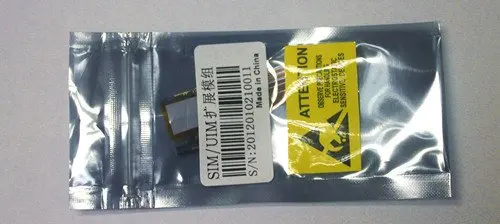 SIM/UIM扩展模组
S/N:2012010210011
Made in China
ATTENTION
OBSERVE PRECAUTIONS
FOR HANDLING
ELECTROSTATIC
SENSITIVE DEVICES